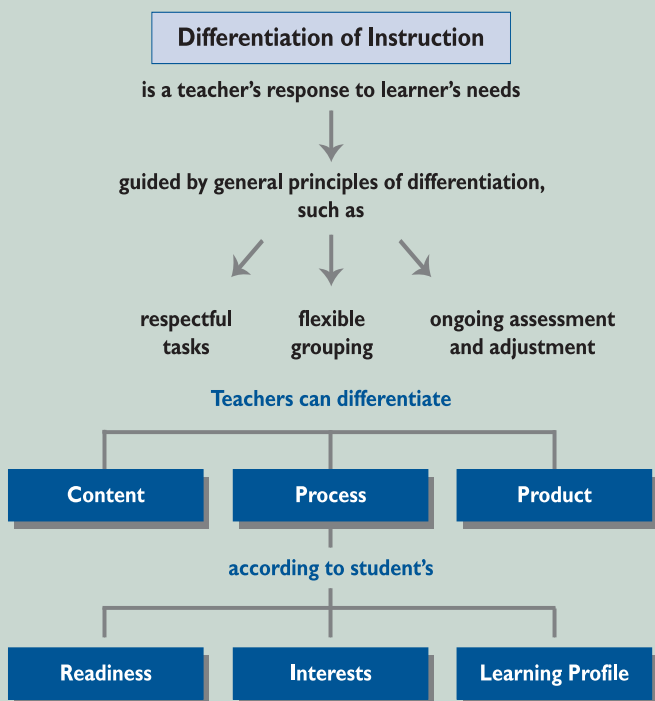 Differentiation of Instruction
is a teacher’s response to learner’s needs
guided by general principles of differentiation,
such as
respectful
tasks
flexible
grouping
ongoing assessment
and adjustment
Teachers can differentiate
Content
Process
Product
according to student’s
Readiness
Interests
Learning Profile